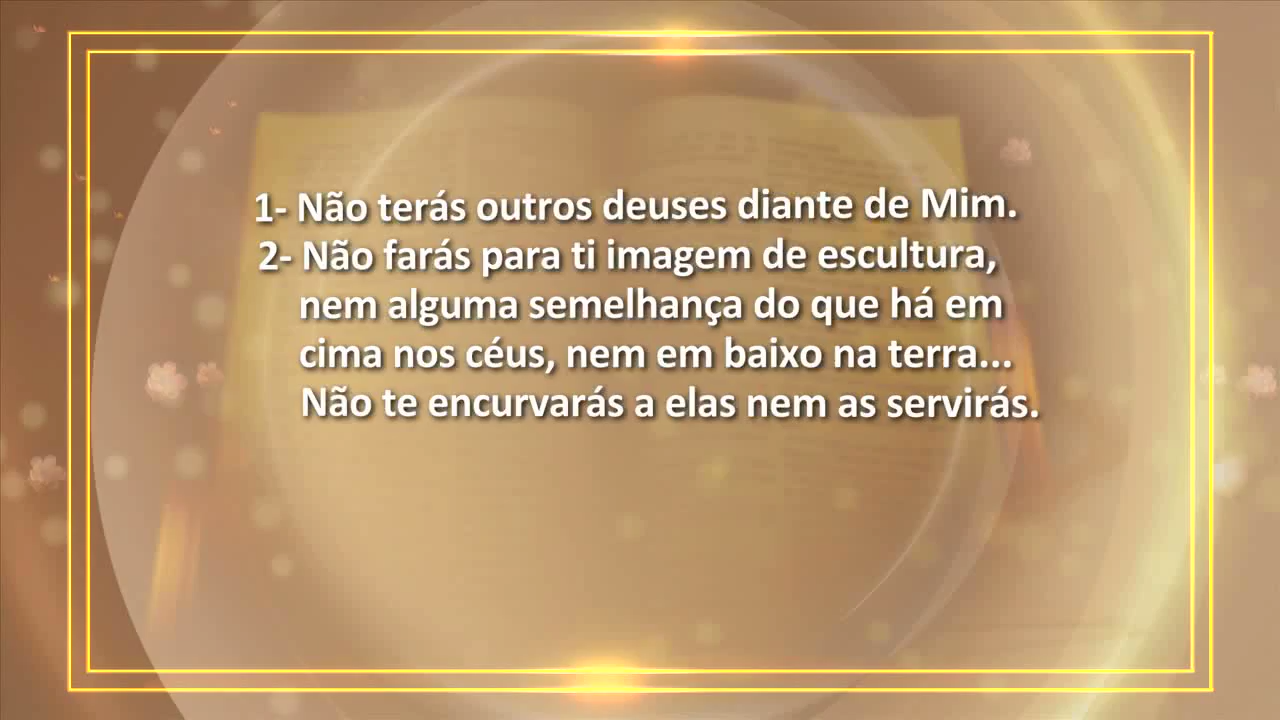 1- Não terás outros deuses diante de Mim.
2- Não farás para ti imagem de escultura,
nem alguma semelhança do que há em
cima nos céus, nem em baixo na terra...
Não te encurvarás a elas nem as servirás.